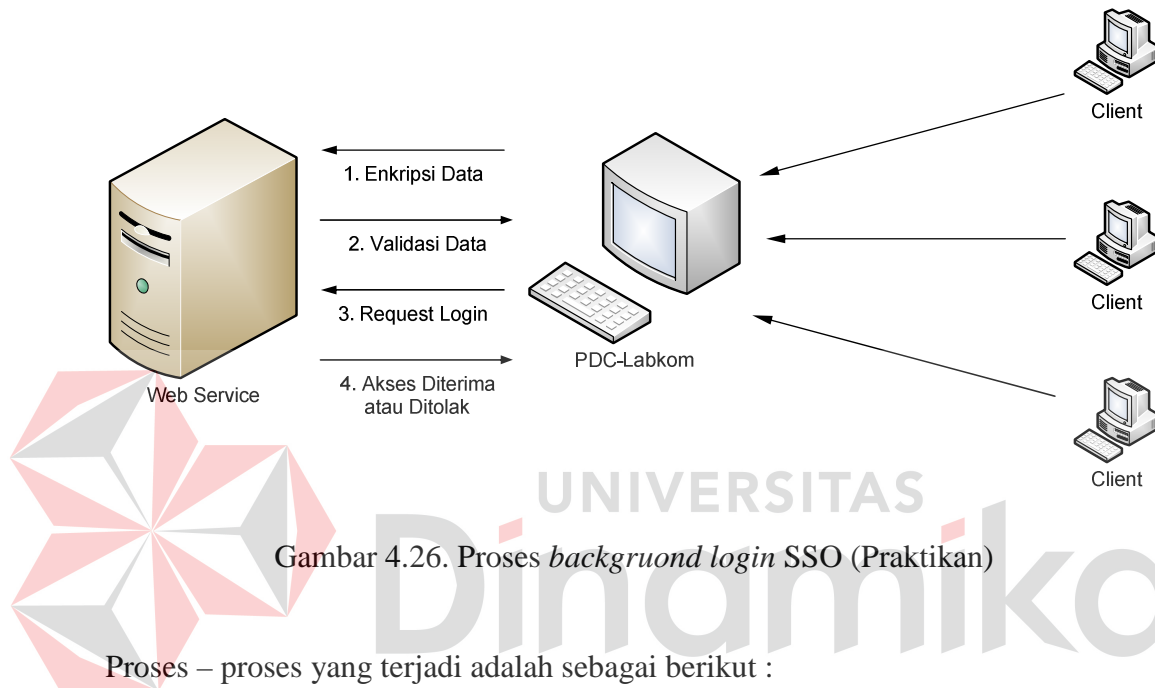 Client
1. Enkripsi Data
2. Validasi Data
Client
3. Request Login
PDC-Labkom
4. Akses Diterima
atau Ditolak
Web Service
Client
UNIVERSITAS
Dinamika
Gambar 4.26. Proses backgruond login SSO (Praktikan)
Proses – proses yang terjadi adalah sebagai berikut :